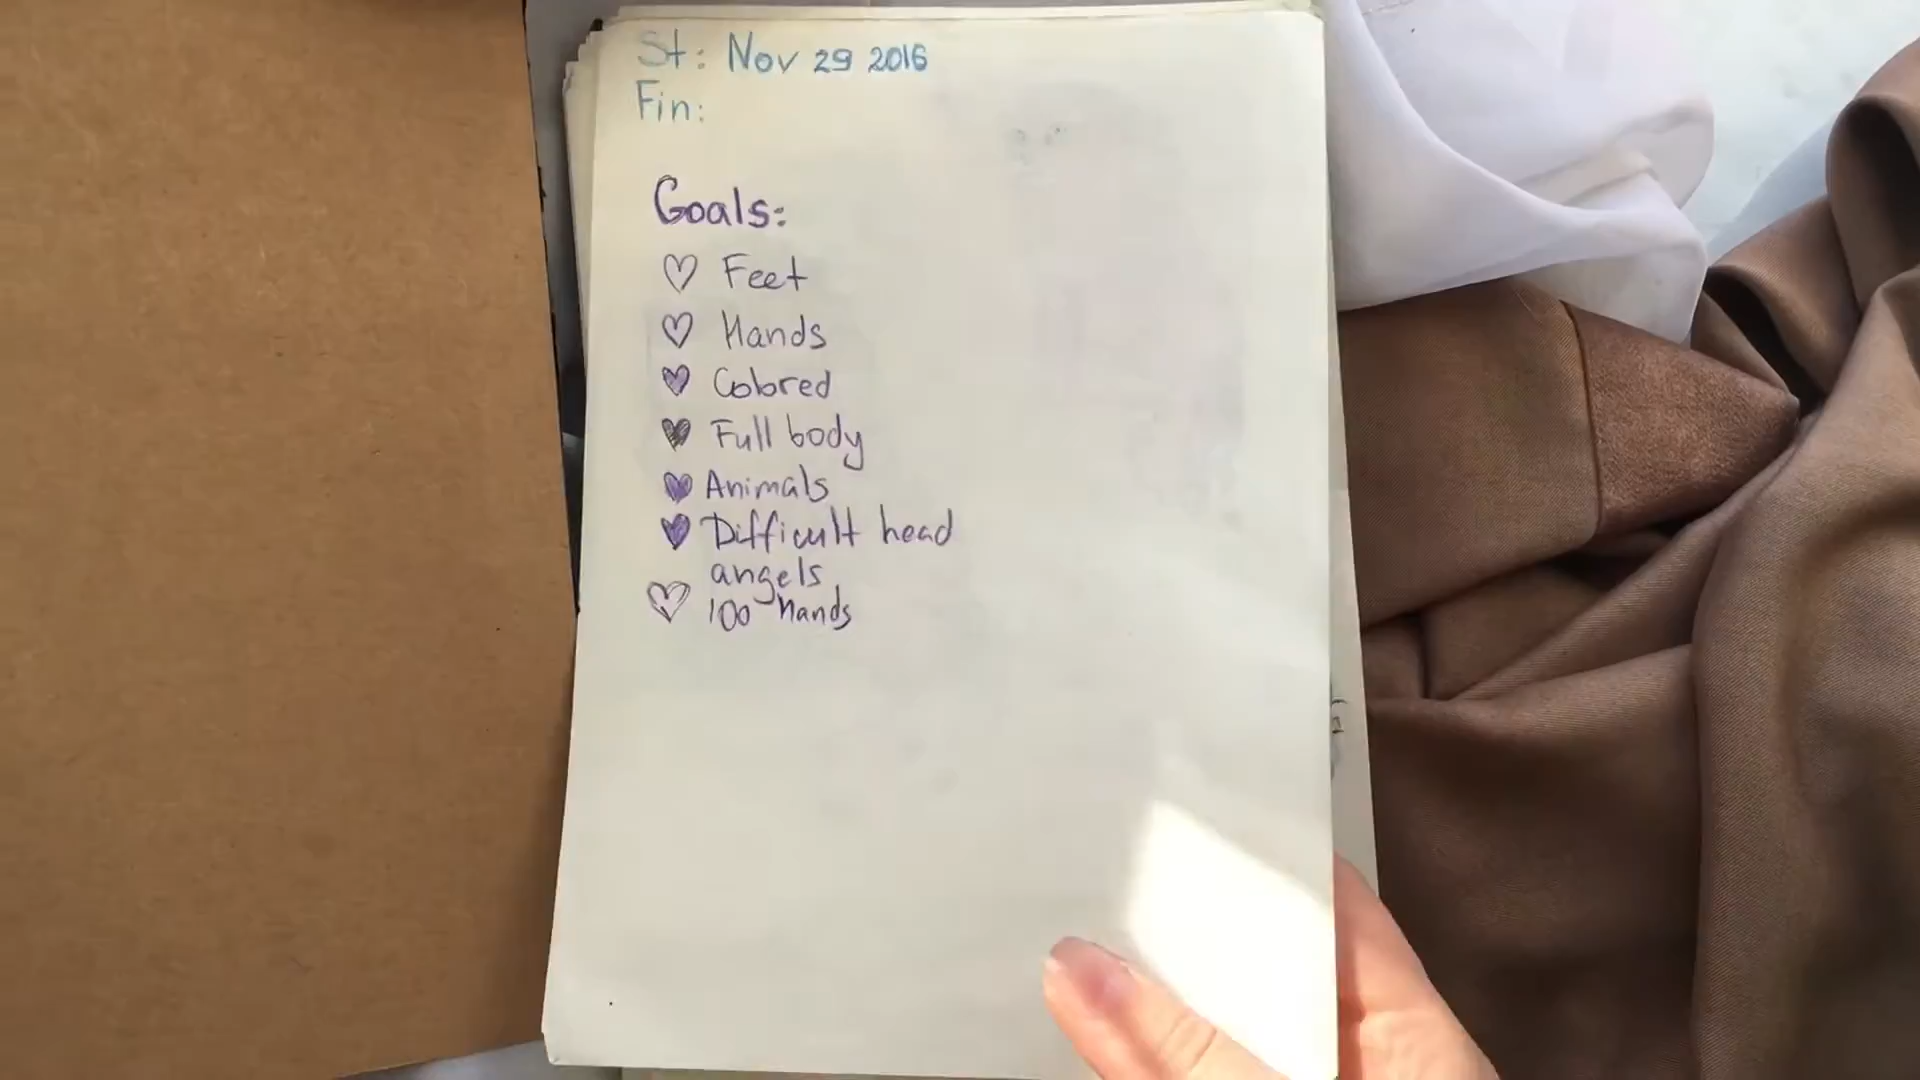 St: Nov 29 2016
Fin:
Goals:
♡ Feet
♡ Hands
♥ Colored
♥ Full body
♥ Animals
♥ Difficult head
angels
♡ 100 hands